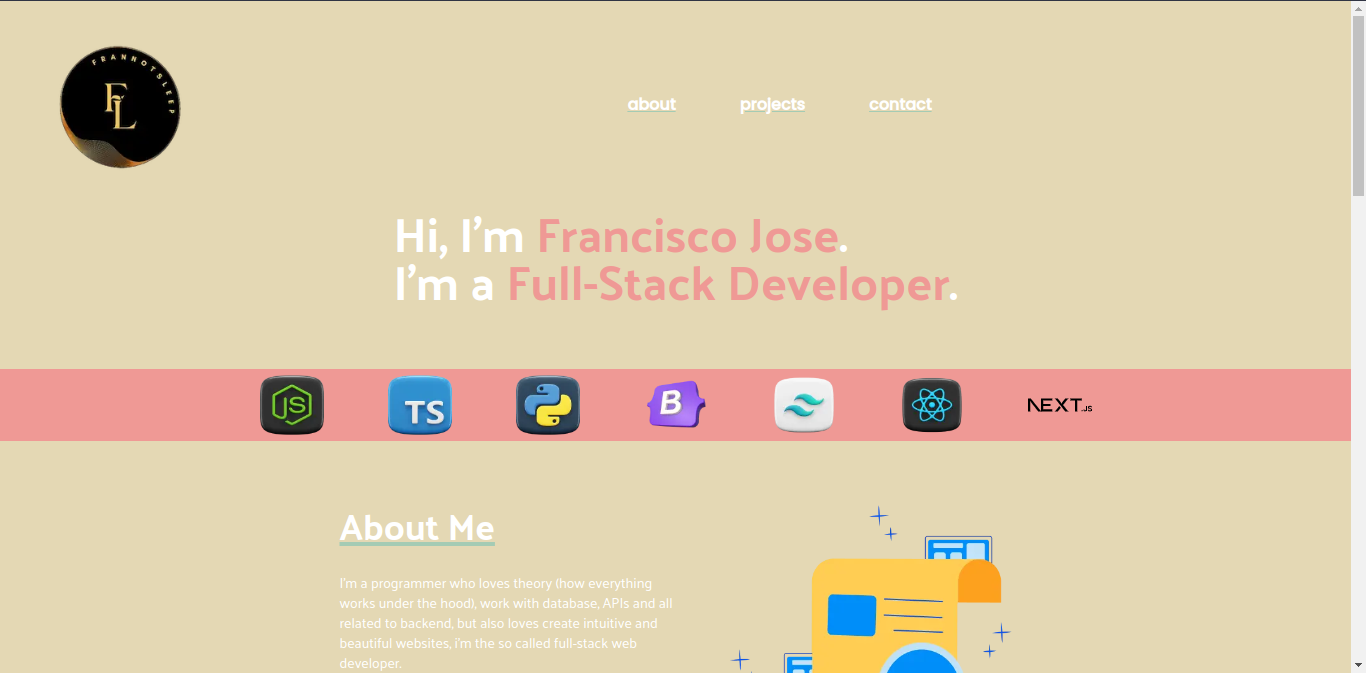 FRANNOTSLEEP
FL
about projects contact
Hi, I'm Francisco Jose.
I'm a Full-Stack Developer.
JS TS B NEXT.JS
About Me
I'm a programmer who loves theory (how everything
works under the hood), work with database, APIs and all
related to backend, but also loves create intuitive and
beautiful websites, i'm the so called full-stack web
developer.